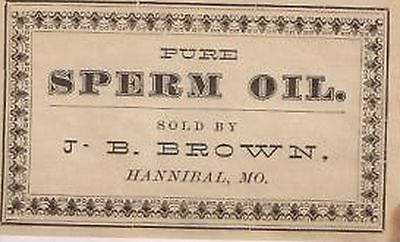 PURE
SPERM OIL.
SOLD BY
J. B. BROWN,
HANNIBAL, MO.